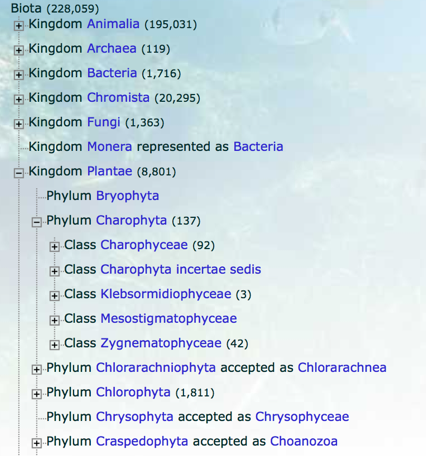 Biota (228,059)
Kingdom Animalia (195,031)
Kingdom Archaea (119)
Kingdom Bacteria (1,716)
Kingdom Chromista (20,295)
Kingdom Fungi (1,363)
Kingdom Monera represented as Bacteria
Kingdom Plantae (8,801)
Phylum Bryophyta
Phylum Charophyta (137)
Class Charophyceae (92)
Class Charophyta incertae sedis
Class Klebsormidiophyceae (3)
Class Mesostigmatophyceae
Class Zygnematophyceae (42)
Phylum Chlorarachniophyta accepted as Chlorarachnea
Phylum Chlorophyta (1,811)
Phylum Chrysophyta accepted as Chrysophyceae
Phylum Craspedophyta accepted as Choanozoa